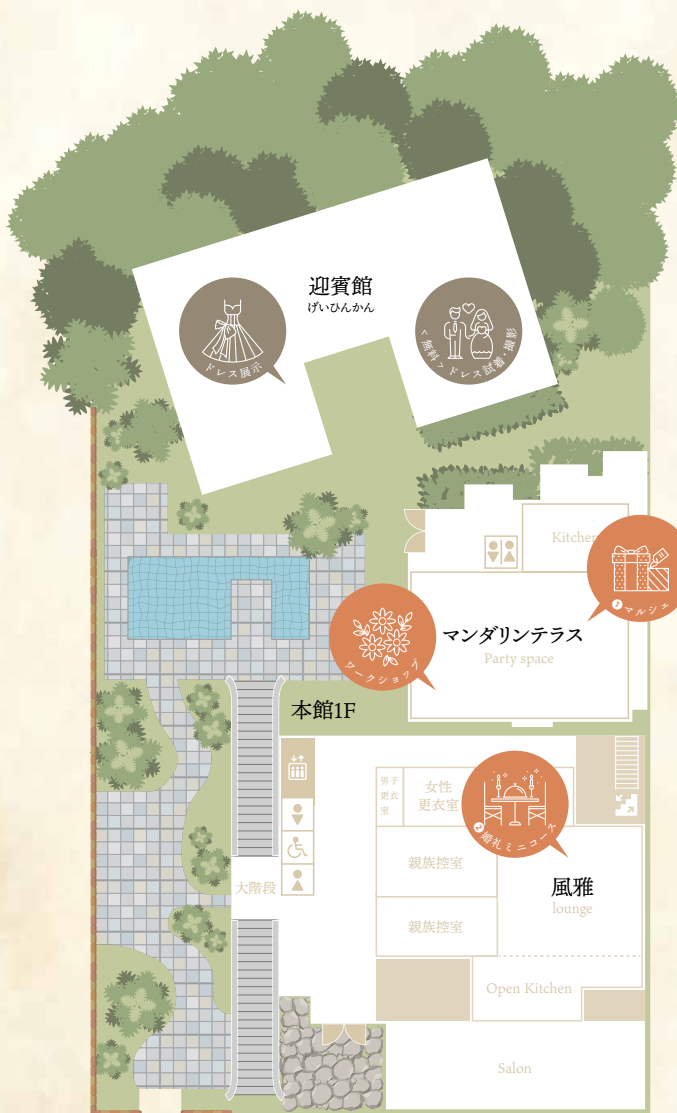 迎賓館
げいひんかん
ドレス展示
<無料>ドレス試着・撮影
Kitchen
1 マルシェ
ワークショップ
マンダリンテラス
Party space
本館1F
男子
更衣
室
女性
更衣室
2 婚礼ミニコース
親族控室
大階段
風雅
lounge
親族控室
Open Kitchen
Salon